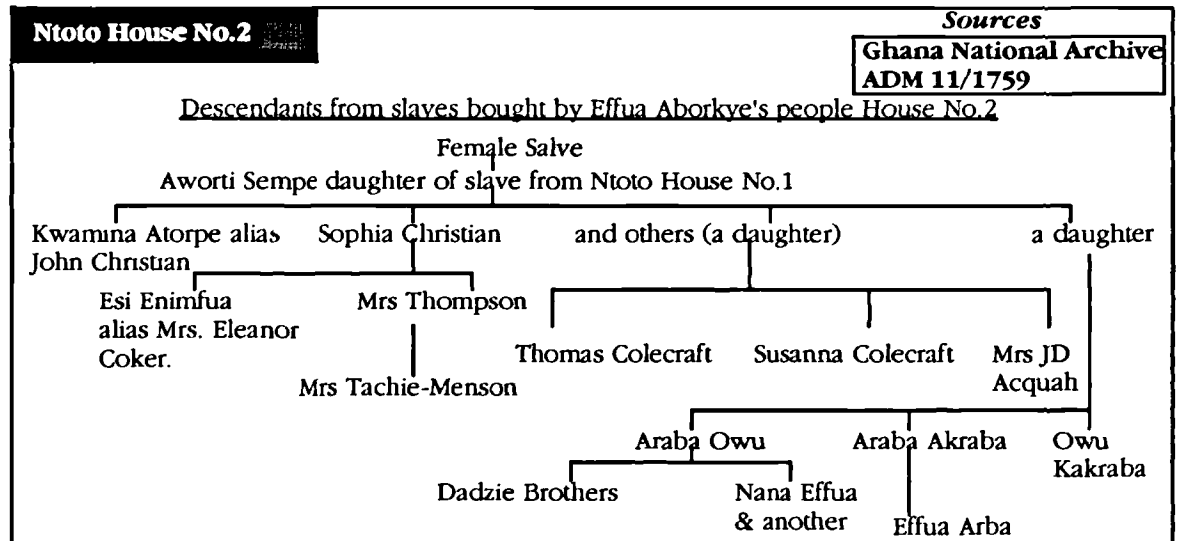 Ntoto House No.2
Sources
Ghana National Archive
ADM 11/1759
Descendants from slaves bought by Effua Aborkye's people House No.2
Female Salve
Aworti Sempe daughter of slave from Ntoto House No.1
Kwamina Atorpe alias
John Christian
Sophia Christian
and others (a daughter)
a daughter
Esi Enimfua
alias Mrs. Eleanor
Coker.
Mrs Thompson
Mrs Tachie-Menson
Thomas Colecraft
Susanna Colecraft
Mrs JD
Acquah
Araba Owu
Araba Akraba
Owu
Kakraba
Dadzie Brothers
Nana Effua
& another
Effua Arba